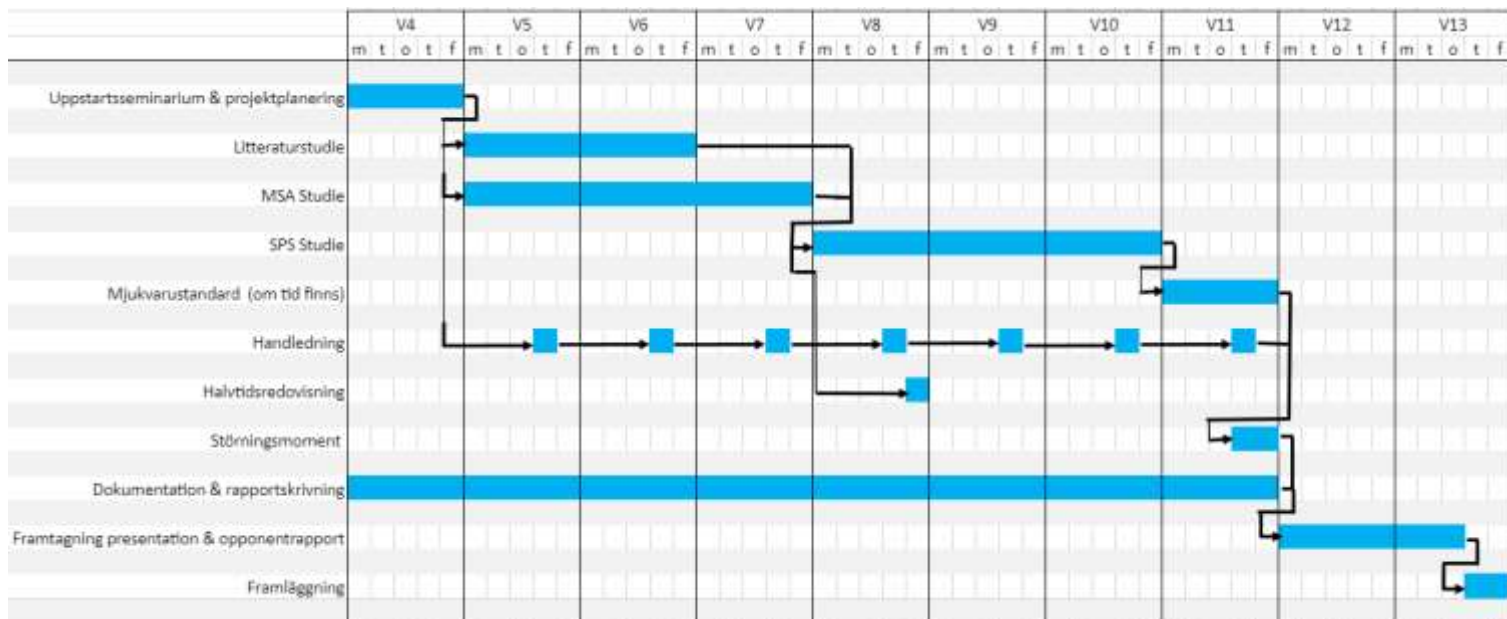 V4 V5 V6 V7 V8 V9 V10 V11 V12 V13
m t o t f m t o t f m t o t f m t o t f m t o t f m t o t f m t o t f m t o t f m t o t f m t o t f
Uppstartsseminarium & projektplanering
Litteraturstudie
MSA Studie
SPS Studie
Mjukvarustandard (om tid finns)
Handledning
Halvtidsredovisning
Störningsmoment
Dokumentation & rapportskrivning
Framtagning presentation & opponentrapport
Framläggning